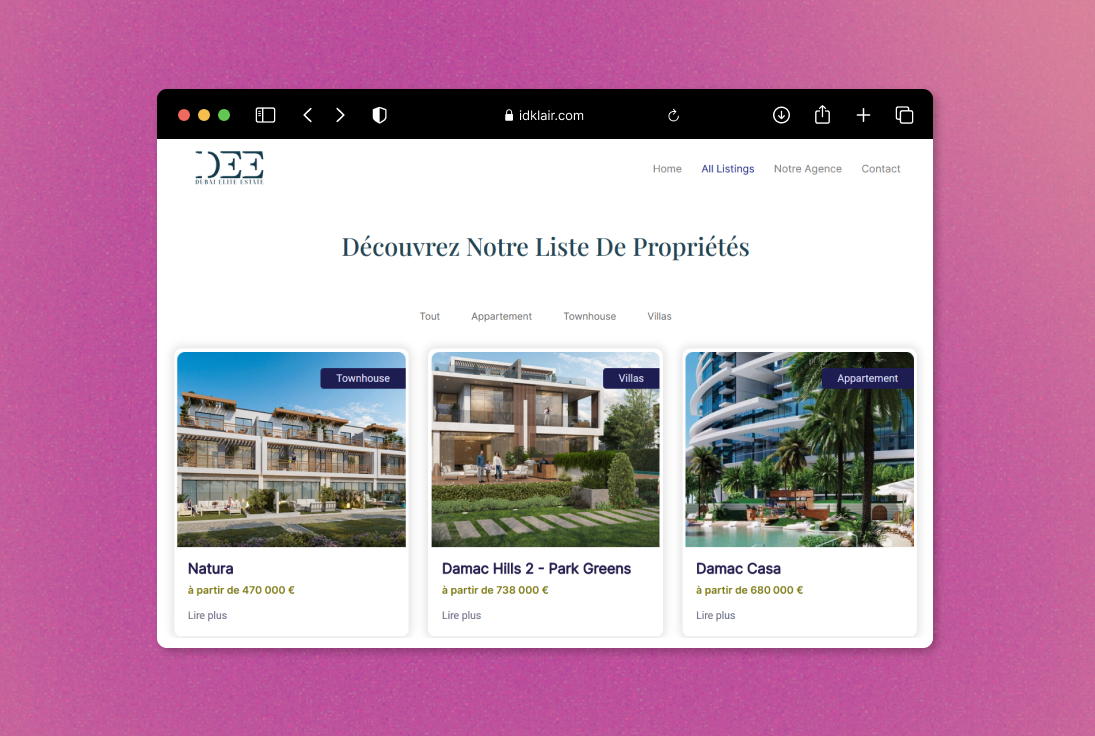 idklair.com
DEE
DUBAI ELITE ESTATE
Home All Listings Notre Agence Contact
Découvrez Notre Liste De Propriétés
Tout Appartement Townhouse Villas
Townhouse
Villas
Appartement
Natura
à partir de 470 000 €
Lire plus
Damac Hills 2 - Park Greens
à partir de 738 000 €
Lire plus
Damac Casa
à partir de 680 000 €
Lire plus